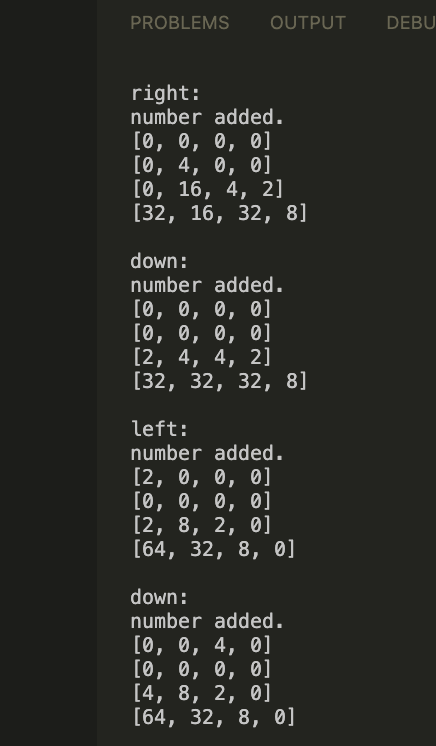 PROBLEMS OUTPUT DEBU
right:
number added.
[0, 0, 0, 0]
[0, 4, 0, 0]
[0, 16, 4, 2]
[32, 16, 32, 8]
down:
number added.
[0, 0, 0, 0]
[0, 0, 0, 0]
[2, 4, 4, 2]
[32, 32, 32, 8]
left:
number added.
[2, 0, 0, 0]
[0, 0, 0, 0]
[2, 8, 2, 0]
[64, 32, 8, 0]
down:
number added.
[0, 0, 4, 0]
[0, 0, 0, 0]
[4, 8, 2, 0]
[64, 32, 8, 0]